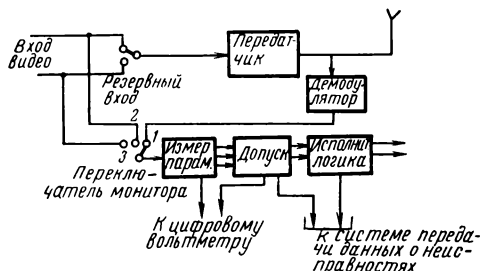 Вход
видео
Резервный
вход
Передат-
чик
Демоду-
лятор
2
1
3
Переклю-
чатель монитора
Измер
парам.
Допуск
Исполнит
логика
К цифровому
вольтметру
К системе переда-
чи данных о неис-
правностях